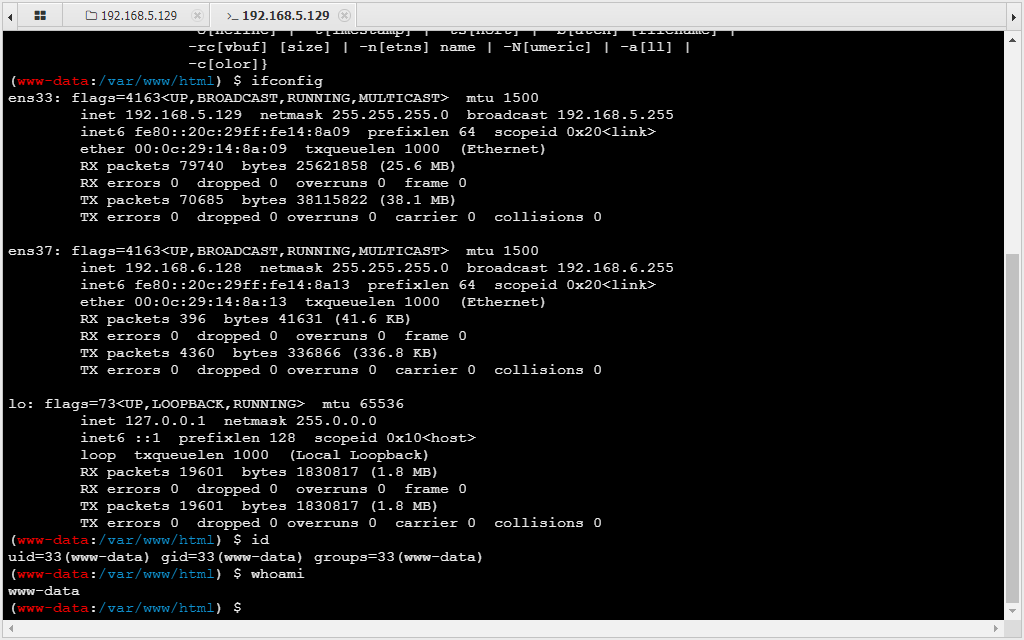 192.168.5.129
>_ 192.168.5.129
-o[neline] | -t[imestamp] | -ts[hort] | -b[atch] [filename] |
-rc[vbuf] [size] | -n[etns] name | -N[umeric] | -a[ll] |
-c[olor]}
(www-data:/var/www/html) $ ifconfig
ens33: flags=4163<UP,BROADCAST,RUNNING,MULTICAST>  mtu 1500
inet 192.168.5.129  netmask 255.255.255.0  broadcast 192.168.5.255
inet6 fe80::20c:29ff:fe14:8a09  prefixlen 64  scopeid 0x20<link>
ether 00:0c:29:14:8a:09  txqueuelen 1000  (Ethernet)
RX packets 79740  bytes 25621858 (25.6 MB)
RX errors 0  dropped 0  overruns 0  frame 0
TX packets 70685  bytes 38115822 (38.1 MB)
TX errors 0  dropped 0 overruns 0  carrier 0  collisions 0
ens37: flags=4163<UP,BROADCAST,RUNNING,MULTICAST>  mtu 1500
inet 192.168.6.128  netmask 255.255.255.0  broadcast 192.168.6.255
inet6 fe80::20c:29ff:fe14:8a13  prefixlen 64  scopeid 0x20<link>
ether 00:0c:29:14:8a:13  txqueuelen 1000  (Ethernet)
RX packets 396  bytes 41631 (41.6 KB)
RX errors 0  dropped 0  overruns 0  frame 0
TX packets 4360  bytes 336866 (336.8 KB)
TX errors 0  dropped 0 overruns 0  carrier 0  collisions 0
lo: flags=73<UP,LOOPBACK,RUNNING>  mtu 65536
inet 127.0.0.1  netmask 255.0.0.0
inet6 ::1  prefixlen 128  scopeid 0x10<host>
loop  txqueuelen 1000  (Local Loopback)
RX packets 19601  bytes 1830817 (1.8 MB)
RX errors 0  dropped 0  overruns 0  frame 0
TX packets 19601  bytes 1830817 (1.8 MB)
TX errors 0  dropped 0 overruns 0  carrier 0  collisions 0
(www-data:/var/www/html) $ id
uid=33(www-data) gid=33(www-data) groups=33(www-data)
(www-data:/var/www/html) $ whoami
www-data
(www-data:/var/www/html) $